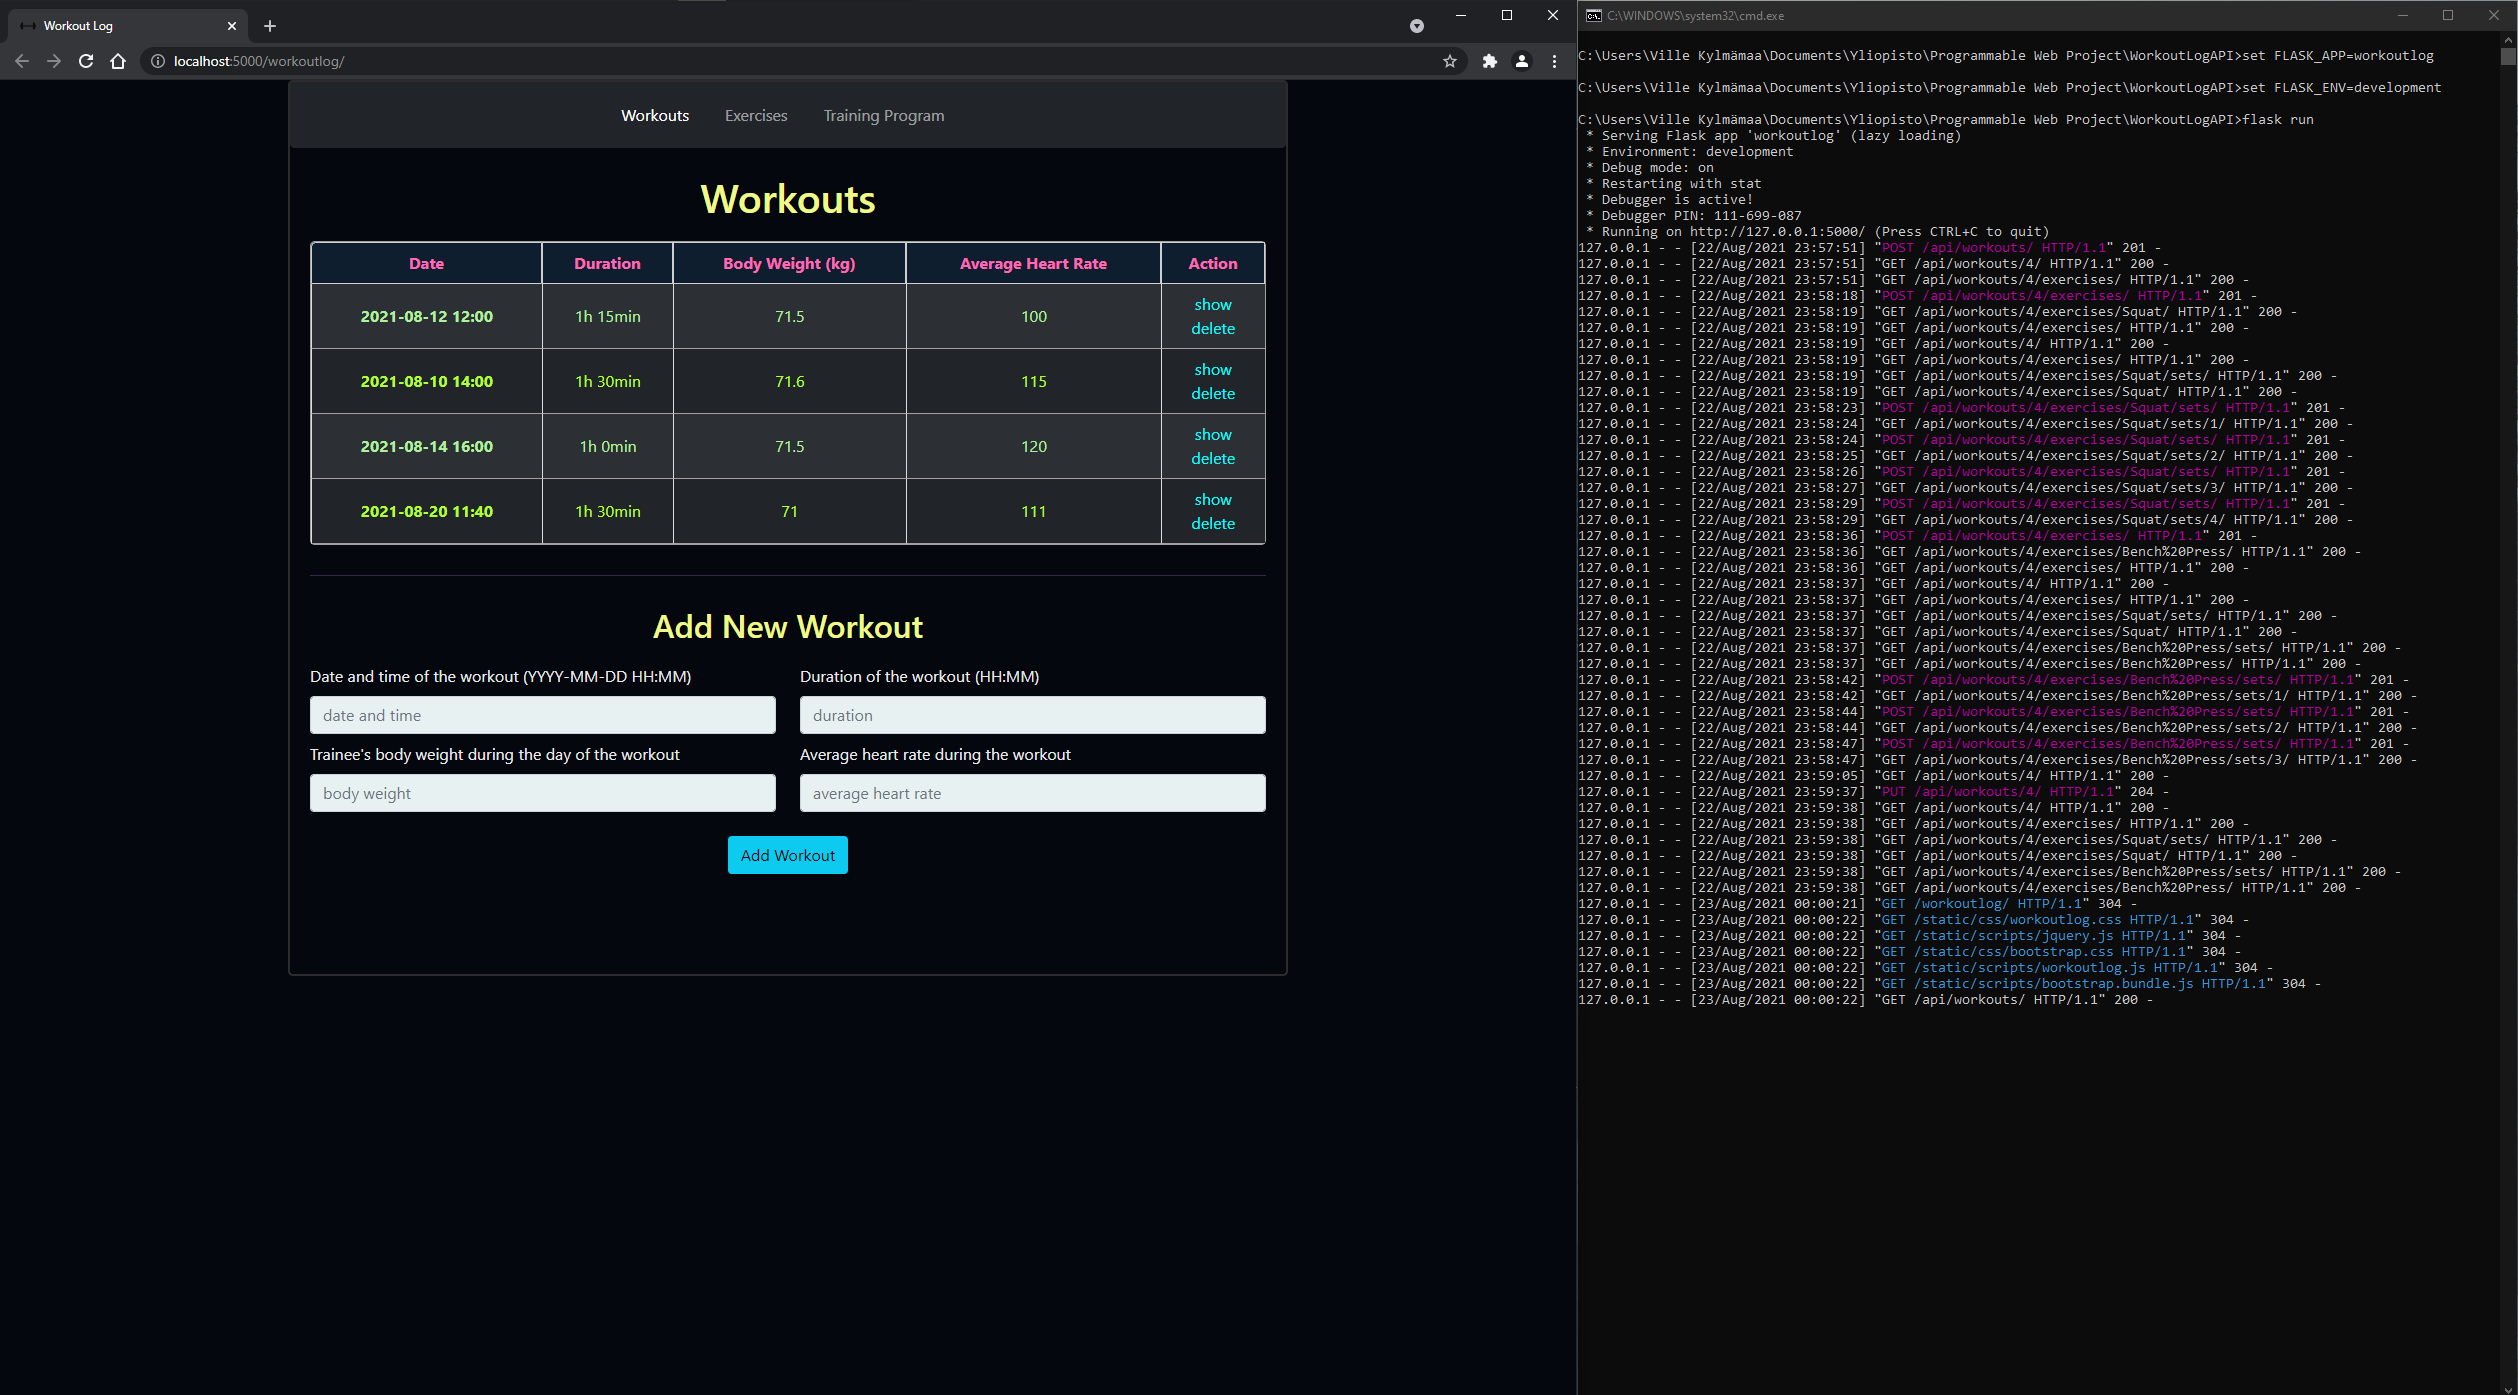 Workout Log
localhost:5000/workoutlog/
Workouts Exercises Training Program
Workouts
Date Duration Body Weight (kg) Average Heart Rate Action
2021-08-12 12:00 1h 15min 71.5 100 show delete
2021-08-10 14:00 1h 30min 71.6 115 show delete
2021-08-14 16:00 1h 0min 71.5 120 show delete
2021-08-20 11:40 1h 30min 71 111 show delete
Add New Workout
Date and time of the workout (YYYY-MM-DD HH:MM) Duration of the workout (HH:MM)
date and time duration
Trainee's body weight during the day of the workout Average heart rate during the workout
body weight average heart rate
Add Workout
C:\WINDOWS\system32\cmd.exe
C:\Users\Ville Kylmämaa\Documents\Yliopisto\Programmable Web Project\WorkoutLogAPI>set FLASK_APP=workoutlog
C:\Users\Ville Kylmämaa\Documents\Yliopisto\Programmable Web Project\WorkoutLogAPI>set FLASK_ENV=development
C:\Users\Ville Kylmämaa\Documents\Yliopisto\Programmable Web Project\WorkoutLogAPI>flask run
* Serving Flask app 'workoutlog' (lazy loading)
* Environment: development
* Debug mode: on
* Restarting with stat
* Debugger is active!
* Debugger PIN: 111-699-087
* Running on http://127.0.0.1:5000/ (Press CTRL+C to quit)
127.0.0.1 - - [22/Aug/2021 23:57:51] "POST /api/workouts/ HTTP/1.1" 201 -
127.0.0.1 - - [22/Aug/2021 23:57:51] "GET /api/workouts/4/ HTTP/1.1" 200 -
127.0.0.1 - - [22/Aug/2021 23:57:51] "GET /api/workouts/4/exercises/ HTTP/1.1" 200 -
127.0.0.1 - - [22/Aug/2021 23:58:18] "POST /api/workouts/4/exercises/ HTTP/1.1" 201 -
127.0.0.1 - - [22/Aug/2021 23:58:19] "GET /api/workouts/4/exercises/Squat/ HTTP/1.1" 200 -
127.0.0.1 - - [22/Aug/2021 23:58:19] "GET /api/workouts/4/exercises/ HTTP/1.1" 200 -
127.0.0.1 - - [22/Aug/2021 23:58:19] "GET /api/workouts/4/ HTTP/1.1" 200 -
127.0.0.1 - - [22/Aug/2021 23:58:19] "GET /api/workouts/4/exercises/ HTTP/1.1" 200 -
127.0.0.1 - - [22/Aug/2021 23:58:19] "GET /api/workouts/4/exercises/Squat/sets/ HTTP/1.1" 200 -
127.0.0.1 - - [22/Aug/2021 23:58:19] "GET /api/workouts/4/exercises/Squat/ HTTP/1.1" 200 -
127.0.0.1 - - [22/Aug/2021 23:58:23] "POST /api/workouts/4/exercises/Squat/sets/ HTTP/1.1" 201 -
127.0.0.1 - - [22/Aug/2021 23:58:24] "GET /api/workouts/4/exercises/Squat/sets/1/ HTTP/1.1" 200 -
127.0.0.1 - - [22/Aug/2021 23:58:24] "POST /api/workouts/4/exercises/Squat/sets/ HTTP/1.1" 201 -
127.0.0.1 - - [22/Aug/2021 23:58:25] "GET /api/workouts/4/exercises/Squat/sets/2/ HTTP/1.1" 200 -
127.0.0.1 - - [22/Aug/2021 23:58:26] "POST /api/workouts/4/exercises/Squat/sets/ HTTP/1.1" 201 -
127.0.0.1 - - [22/Aug/2021 23:58:27] "GET /api/workouts/4/exercises/Squat/sets/3/ HTTP/1.1" 200 -
127.0.0.1 - - [22/Aug/2021 23:58:29] "POST /api/workouts/4/exercises/Squat/sets/ HTTP/1.1" 201 -
127.0.0.1 - - [22/Aug/2021 23:58:29] "GET /api/workouts/4/exercises/Squat/sets/4/ HTTP/1.1" 200 -
127.0.0.1 - - [22/Aug/2021 23:58:36] "POST /api/workouts/4/exercises/ HTTP/1.1" 201 -
127.0.0.1 - - [22/Aug/2021 23:58:36] "GET /api/workouts/4/exercises/Bench%20Press/ HTTP/1.1" 200 -
127.0.0.1 - - [22/Aug/2021 23:58:36] "GET /api/workouts/4/exercises/ HTTP/1.1" 200 -
127.0.0.1 - - [22/Aug/2021 23:58:37] "GET /api/workouts/4/ HTTP/1.1" 200 -
127.0.0.1 - - [22/Aug/2021 23:58:37] "GET /api/workouts/4/exercises/ HTTP/1.1" 200 -
127.0.0.1 - - [22/Aug/2021 23:58:37] "GET /api/workouts/4/exercises/Squat/sets/ HTTP/1.1" 200 -
127.0.0.1 - - [22/Aug/2021 23:58:37] "GET /api/workouts/4/exercises/Squat/ HTTP/1.1" 200 -
127.0.0.1 - - [22/Aug/2021 23:58:37] "GET /api/workouts/4/exercises/Bench%20Press/sets/ HTTP/1.1" 200 -
127.0.0.1 - - [22/Aug/2021 23:58:37] "GET /api/workouts/4/exercises/Bench%20Press/ HTTP/1.1" 200 -
127.0.0.1 - - [22/Aug/2021 23:58:42] "POST /api/workouts/4/exercises/Bench%20Press/sets/ HTTP/1.1" 201 -
127.0.0.1 - - [22/Aug/2021 23:58:42] "GET /api/workouts/4/exercises/Bench%20Press/sets/1/ HTTP/1.1" 200 -
127.0.0.1 - - [22/Aug/2021 23:58:44] "POST /api/workouts/4/exercises/Bench%20Press/sets/ HTTP/1.1" 201 -
127.0.0.1 - - [22/Aug/2021 23:58:44] "GET /api/workouts/4/exercises/Bench%20Press/sets/2/ HTTP/1.1" 200 -
127.0.0.1 - - [22/Aug/2021 23:58:47] "POST /api/workouts/4/exercises/Bench%20Press/sets/ HTTP/1.1" 201 -
127.0.0.1 - - [22/Aug/2021 23:58:47] "GET /api/workouts/4/exercises/Bench%20Press/sets/3/ HTTP/1.1" 200 -
127.0.0.1 - - [22/Aug/2021 23:59:05] "GET /api/workouts/4/ HTTP/1.1" 200 -
127.0.0.1 - - [22/Aug/2021 23:59:37] "PUT /api/workouts/4/ HTTP/1.1" 204 -
127.0.0.1 - - [22/Aug/2021 23:59:38] "GET /api/workouts/4/ HTTP/1.1" 200 -
127.0.0.1 - - [22/Aug/2021 23:59:38] "GET /api/workouts/4/exercises/ HTTP/1.1" 200 -
127.0.0.1 - - [22/Aug/2021 23:59:38] "GET /api/workouts/4/exercises/Squat/sets/ HTTP/1.1" 200 -
127.0.0.1 - - [22/Aug/2021 23:59:38] "GET /api/workouts/4/exercises/Squat/ HTTP/1.1" 200 -
127.0.0.1 - - [22/Aug/2021 23:59:38] "GET /api/workouts/4/exercises/Bench%20Press/sets/ HTTP/1.1" 200 -
127.0.0.1 - - [22/Aug/2021 23:59:38] "GET /api/workouts/4/exercises/Bench%20Press/ HTTP/1.1" 200 -
127.0.0.1 - - [23/Aug/2021 00:00:21] "GET /workoutlog/ HTTP/1.1" 304 -
127.0.0.1 - - [23/Aug/2021 00:00:22] "GET /static/css/workoutlog.css HTTP/1.1" 304 -
127.0.0.1 - - [23/Aug/2021 00:00:22] "GET /static/scripts/jquery.js HTTP/1.1" 304 -
127.0.0.1 - - [23/Aug/2021 00:00:22] "GET /static/css/bootstrap.css HTTP/1.1" 304 -
127.0.0.1 - - [23/Aug/2021 00:00:22] "GET /static/scripts/workoutlog.js HTTP/1.1" 304 -
127.0.0.1 - - [23/Aug/2021 00:00:22] "GET /static/scripts/bootstrap.bundle.js HTTP/1.1" 304 -
127.0.0.1 - - [23/Aug/2021 00:00:22] "GET /api/workouts/ HTTP/1.1" 200 -